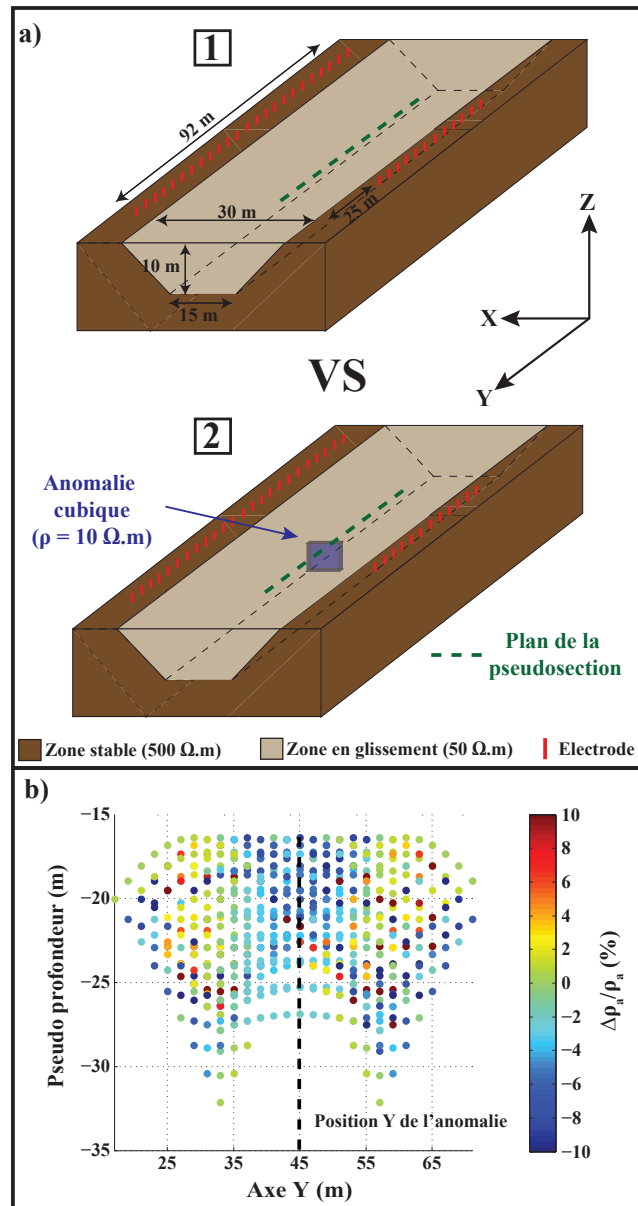 a)
1
92 m
30 m
25 m
10 m
15 m
Z
X
Y
VS
2
Anomalie
cubique
(ρ = 10 Ω.m)
Plan de la
pseudosection
Zone stable (500 Ω.m)
Zone en glissement (50 Ω.m)
Electrode
b)
−15
−20
−25
−30
−35
Pseudo profondeur (m)
25
35
45
55
65
Axe Y (m)
Position Y de l’anomalie
10
8
6
4
2
0
−2
−4
−6
−8
−10
Δρa/ρa (%)